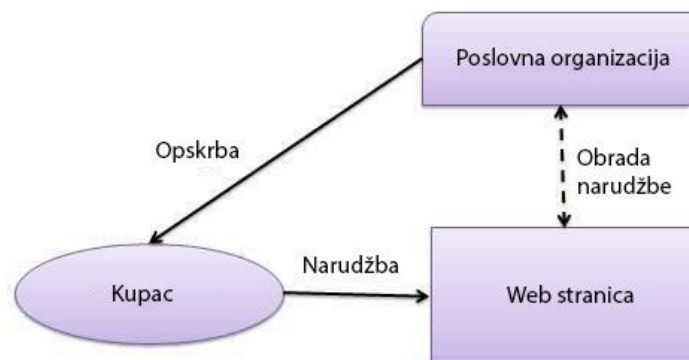 Poslovna organizacija
Opskrba
Obrada
narudžbe
Narudžba
Kupac
Web stranica